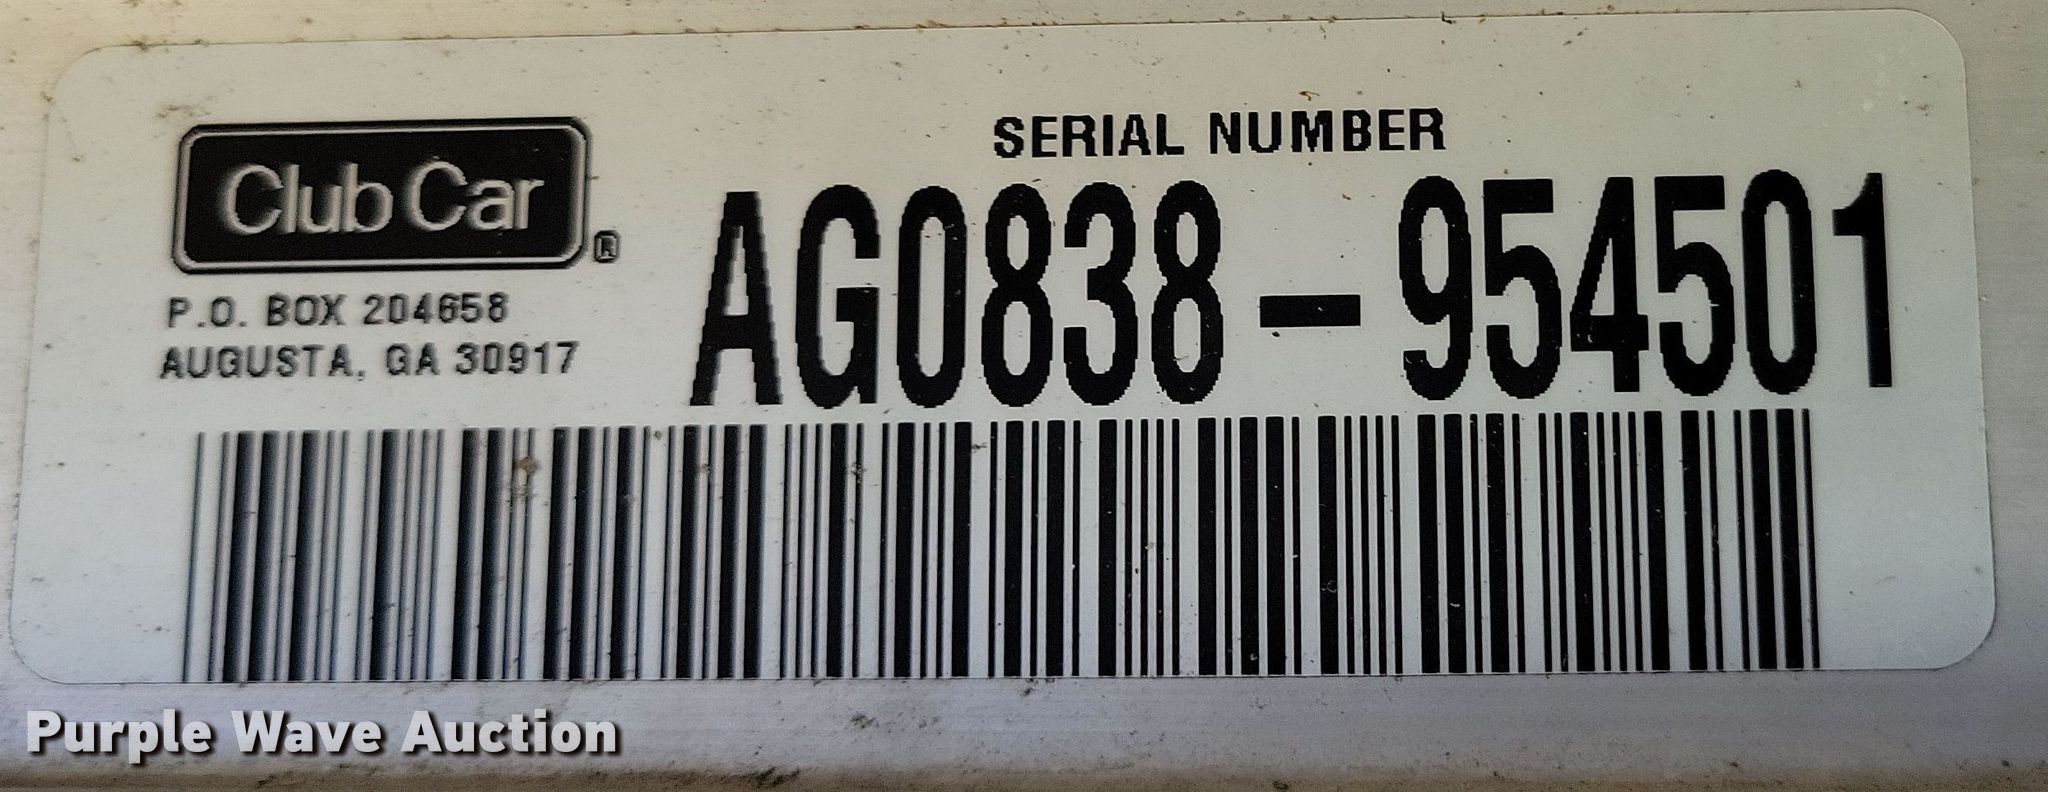 Club Car®
P.O. BOX 204658
AUGUSTA, GA 30917
SERIAL NUMBER
AG0838-954501
Purple Wave Auction